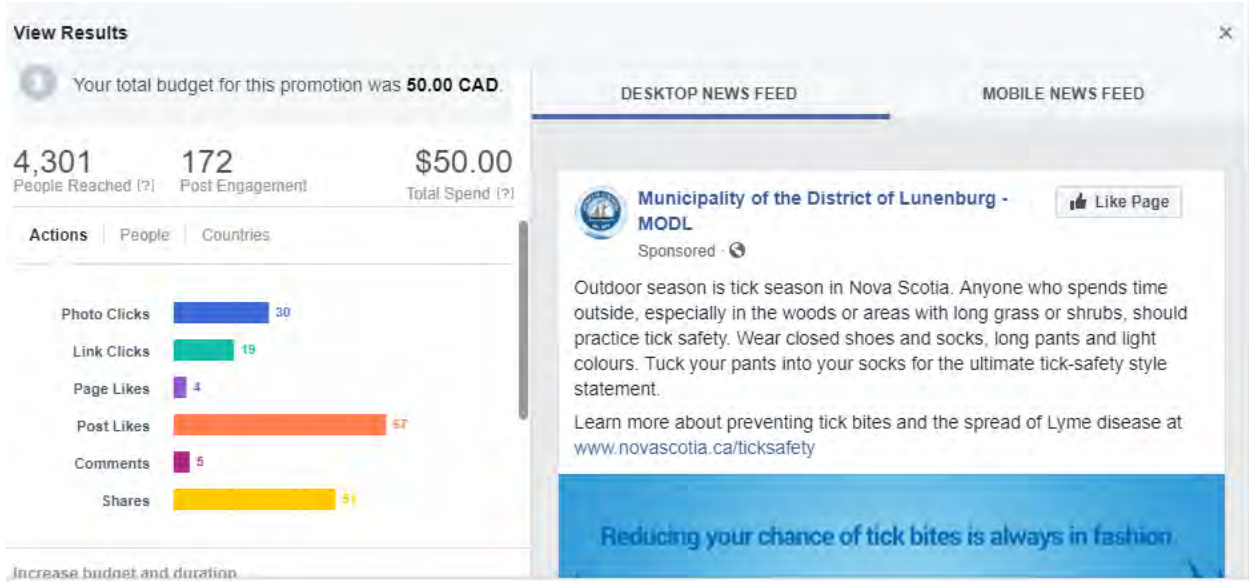 View Results
Your total budget for this promotion was 50.00 CAD.
4,301
People Reached [?]
172
Post Engagement
$50.00
Total Spend [?]
Actions
People
Countries
Photo Clicks 30
Link Clicks 19
Page Likes 4
Post Likes 67
Comments 5
Shares 51
Increase budget and duration
DESKTOP NEWS FEED
MOBILE NEWS FEED
Municipality of the District of Lunenburg -
MODL
Like Page
Sponsored ·
Outdoor season is tick season in Nova Scotia. Anyone who spends time
outside, especially in the woods or areas with long grass or shrubs, should
practice tick safety. Wear closed shoes and socks, long pants and light
colours. Tuck your pants into your socks for the ultimate tick-safety style
statement.
Learn more about preventing tick bites and the spread of Lyme disease at
www.novascotia.ca/ticksafety
Reducing your chance of tick bites is always in fashion.